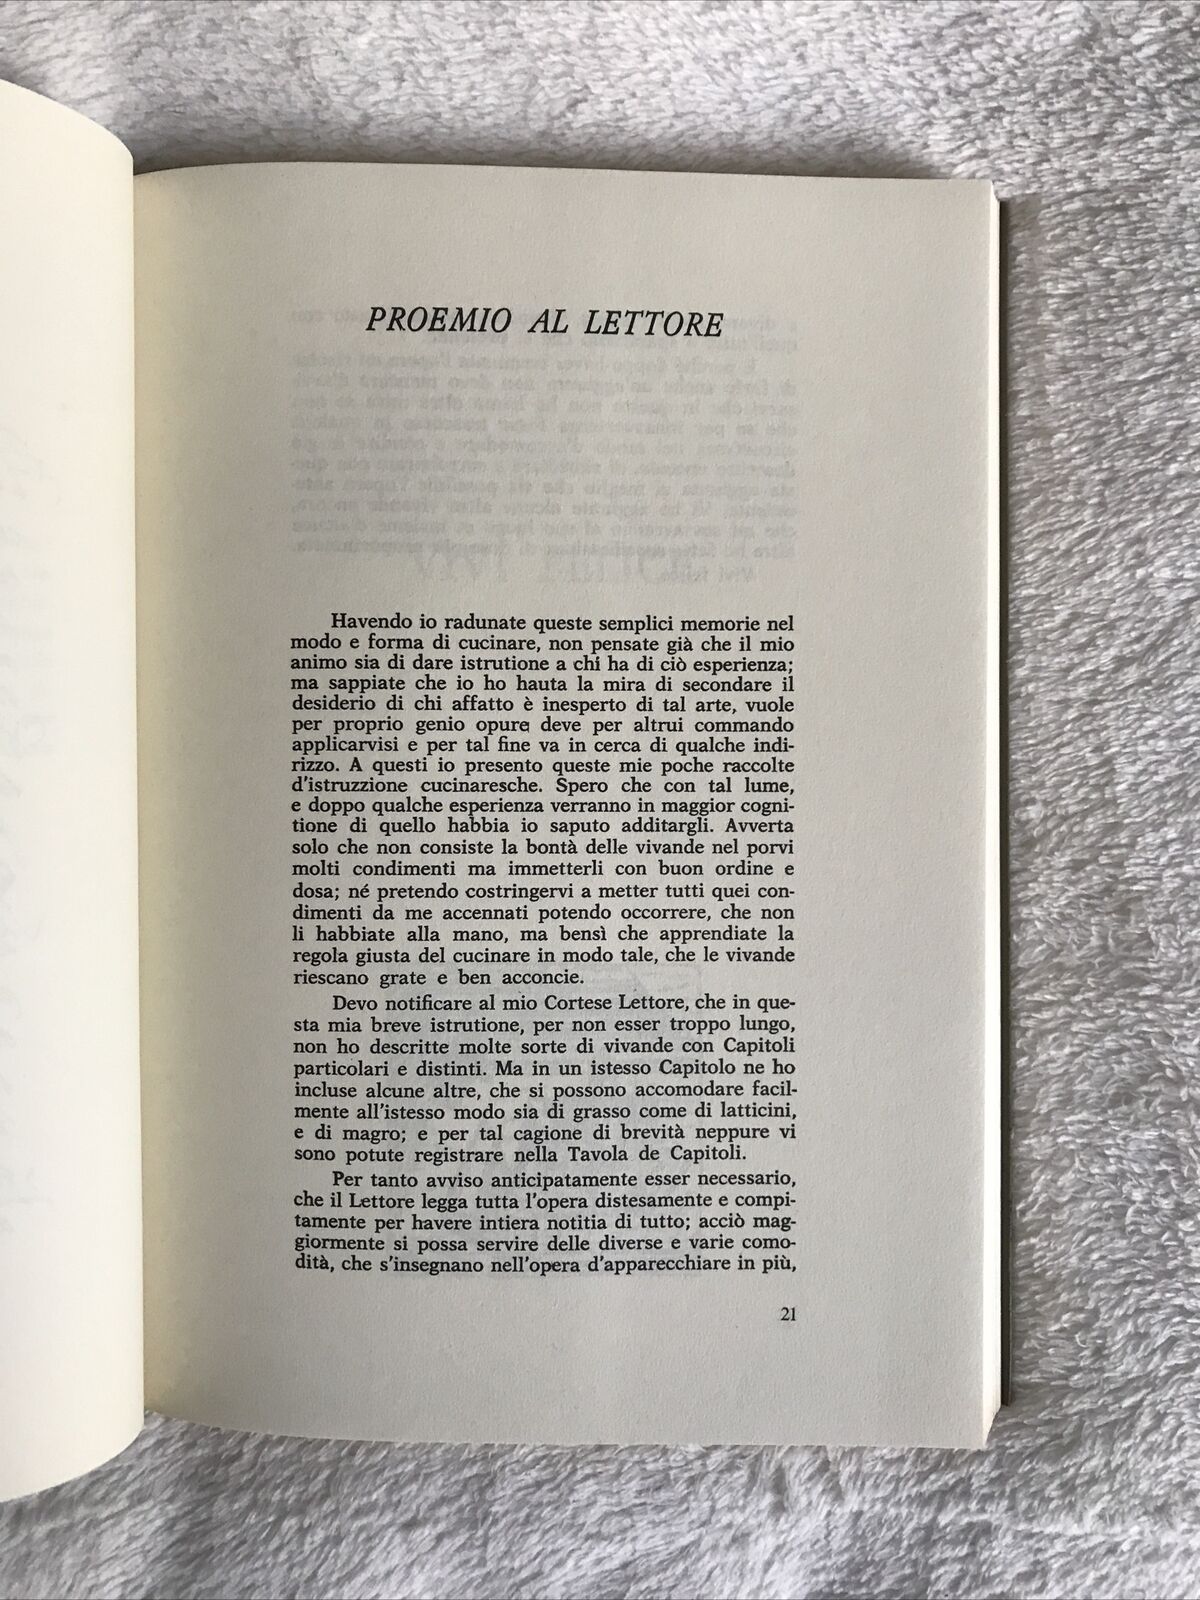 PROEMIO AL LETTORE
Havendo io radunate queste semplici memorie nel
modo e forma di cucinare, non pensate già che il mio
animo sia di dare istrutione a chi ha di ciò esperienza;
ma sappiate che io ho hauta la mira di secondare il
desiderio di chi affatto è inesperto di tal arte, vuole
per proprio genio opure deve per altrui commando
applicarvisi e per tal fine va in cerca di qualche indi-
rizzo. A questi io presento queste mie poche raccolte
d'istruzzione cucinaresche. Spero che con tal lume,
e doppo qualche esperienza verranno in maggior cogni-
tione di quello habbia io saputo additargli. Avverta
solo che non consiste la bontà delle vivande nel porvi
molti condimenti ma immetterli con buon ordine e
dosa; né pretendo costringervi a metter tutti quei con-
dimenti da me accennati potendo occorrere, che non
li habbiate alla mano, ma bensì che apprendiate la
regola giusta del cucinare in modo tale, che le vivande
riescano grate e ben acconcie.
Devo notificare al mio Cortese Lettore, che in que-
sta mia breve istrutione, per non esser troppo lungo,
non ho descritte molte sorte di vivande con Capitoli
particolari e distinti. Ma in un istesso Capitolo ne ho
incluse alcune altre, che si possono accomodare facil-
mente all'istesso modo sia di grasso come di latticini,
e di magro; e per tal cagione di brevità neppure vi
sono potute registrare nella Tavola de Capitoli.
Per tanto avviso anticipatamente esser necessario,
che il Lettore legga tutta l'opera distesamente e compi-
tamente per havere intiera notitia di tutto; acciò mag-
giormente si possa servire delle diverse e varie como-
dità, che s'insegnano nell'opera d'apparecchiare in più,
21